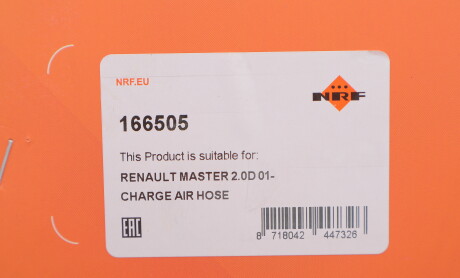 NRF.EU
NRF
166505
This Product is suitable for:
RENAULT MASTER 2.0D 01-
CHARGE AIR HOSE
EAC
8 718042 447326